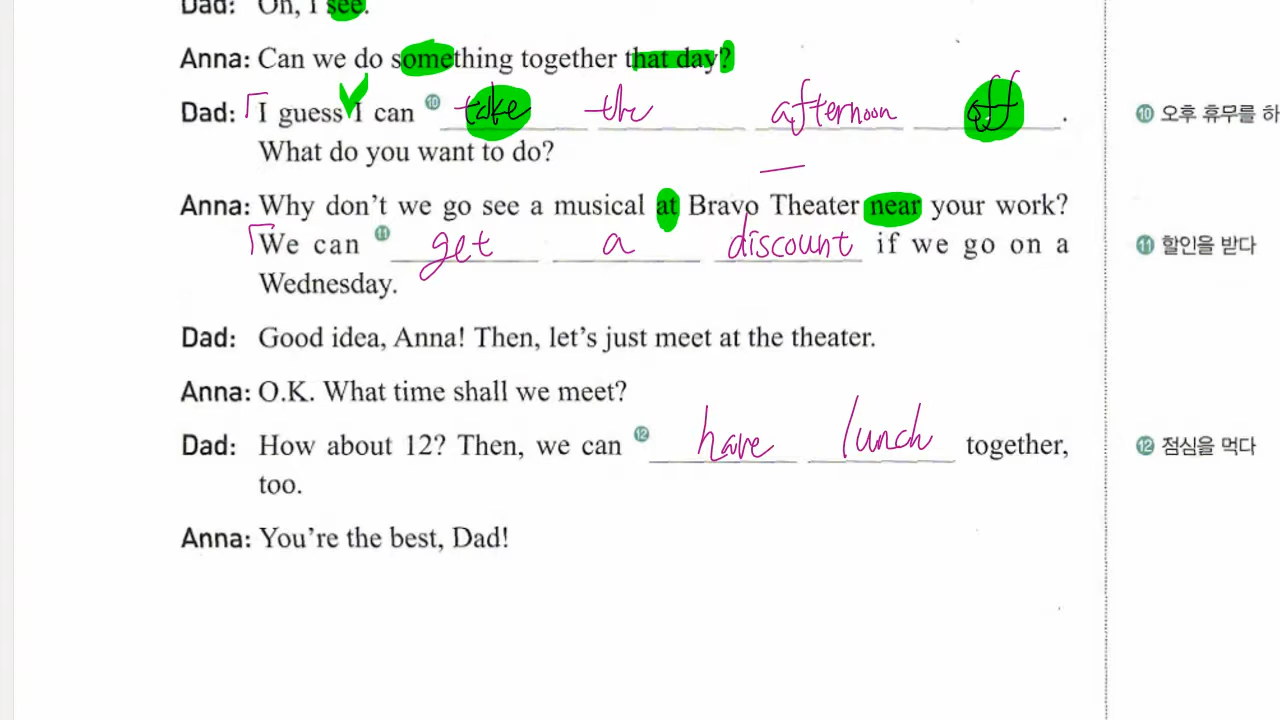 Dad: Oh, I see.
Anna: Can we do something together that day?
Dad: I guess I can ⑩ take the afternoon off.
⑩ 오후 휴무를 하
What do you want to do?
Anna: Why don't we go see a musical at Bravo Theater near your work?
We can ⑪ get a discount if we go on a
⑪ 할인을 받다
Wednesday.
Dad: Good idea, Anna! Then, let's just meet at the theater.
Anna: O.K. What time shall we meet?
Dad: How about 12? Then, we can ⑫ have lunch together,
⑫ 점심을 먹다
too.
Anna: You're the best, Dad!